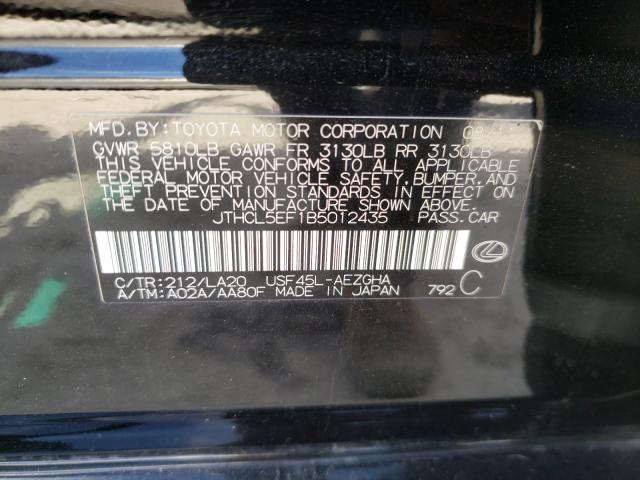 MFD. BY: TOYOTA MOTOR CORPORATION
GVWR 5810LB GAWR FR 3130LB RR 3130LB
THIS VEHICLE CONFORMS TO ALL APPLICABLE
FEDERAL MOTOR VEHICLE SAFETY, BUMPER, AND
THEFT PREVENTION STANDARDS IN EFFECT ON
THE DATE OF MANUFACTURE SHOWN ABOVE.
JTHCL5EF1B5012435 PASS.CAR
C/TR:212/LA20 USF45L-AEZGHA
A/TM:A02A/AA80F MADE IN JAPAN 792 C